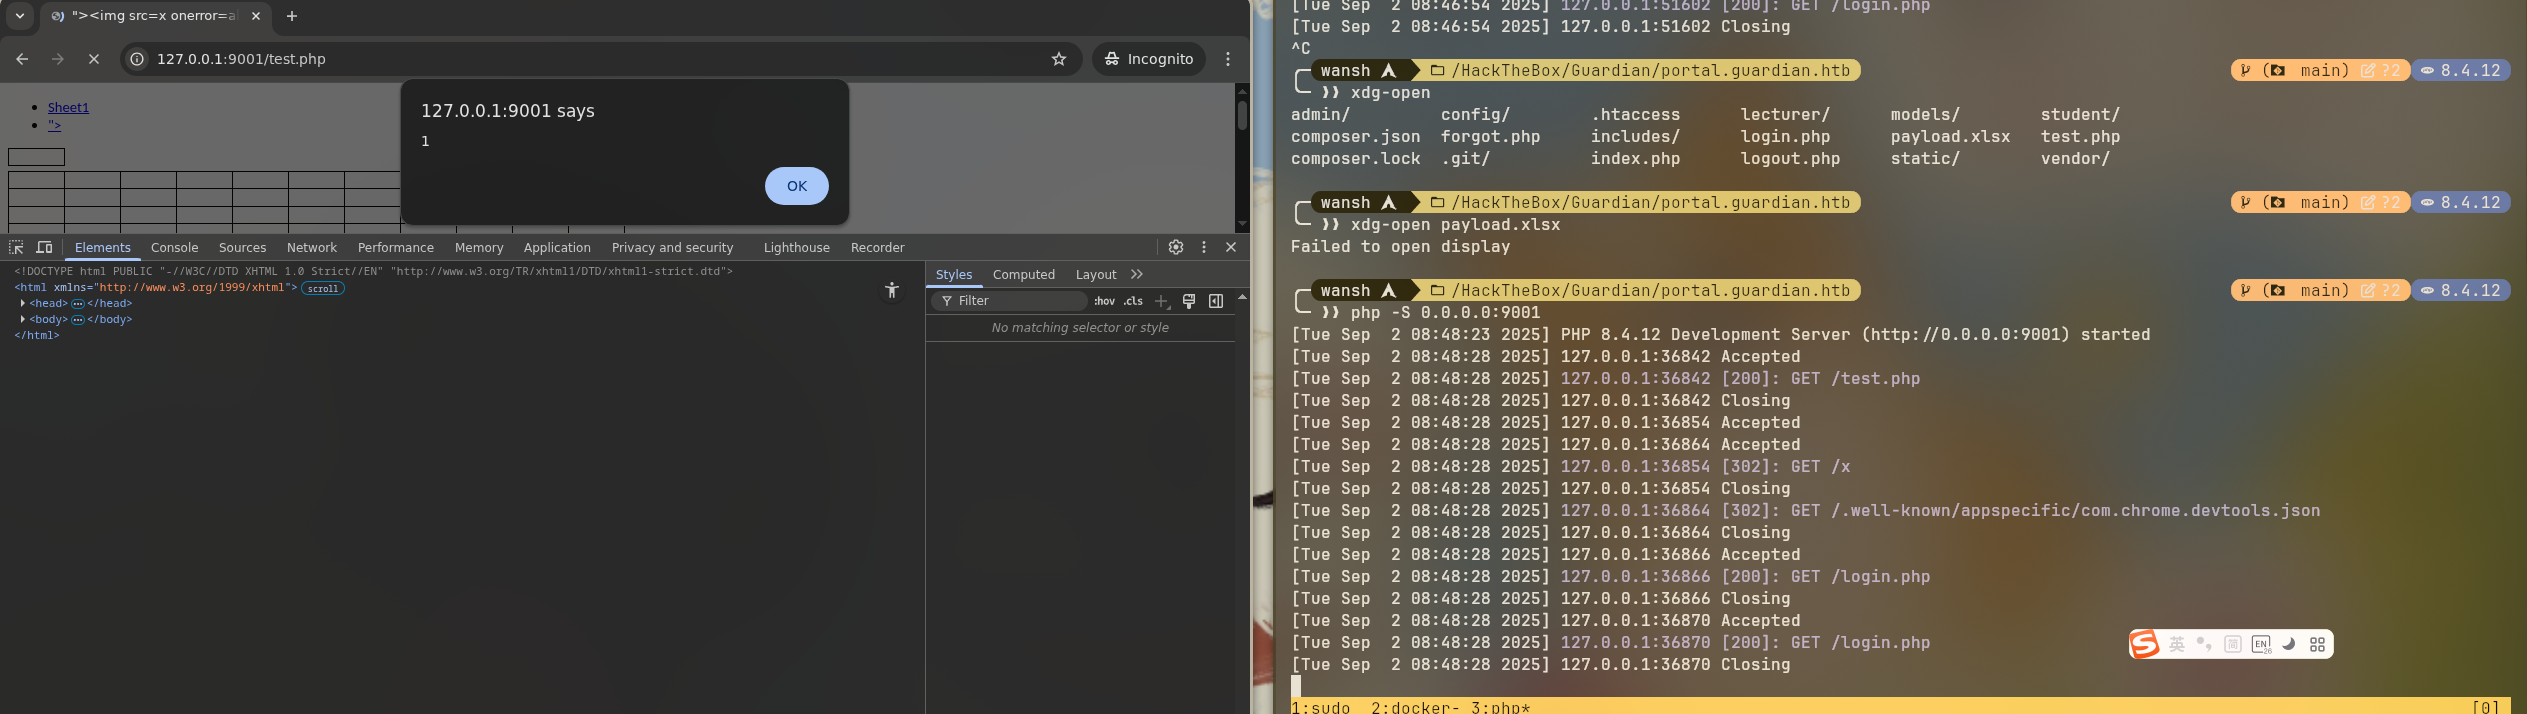 "><img src=x onerror=al
127.0.0.1:9001/test.php
Incognito
Sheet1
">
127.0.0.1:9001 says
1
OK
Elements Console Sources Network Performance Memory Application Privacy and security Lighthouse Recorder
<!DOCTYPE html PUBLIC "-//W3C//DTD XHTML 1.0 Strict//EN" "http://www.w3.org/TR/xhtml1/DTD/xhtml1-strict.dtd">
<html xmlns="http://www.w3.org/1999/xhtml"> scroll
<head>…</head>
<body>…</body>
</html>
Styles Computed Layout
Filter :hov .cls
No matching selector or style
[Tue Sep  2 08:46:54 2025] 127.0.0.1:51602 [200]: GET /login.php
[Tue Sep  2 08:46:54 2025] 127.0.0.1:51602 Closing
^C
wansh /HackTheBox/Guardian/portal.guardian.htb ( main) ?2 8.4.12
xdg-open
admin/ config/ .htaccess lecturer/ models/ student/
composer.json forgot.php includes/ login.php payload.xlsx test.php
composer.lock .git/ index.php logout.php static/ vendor/
wansh /HackTheBox/Guardian/portal.guardian.htb ( main) ?2 8.4.12
xdg-open payload.xlsx
Failed to open display
wansh /HackTheBox/Guardian/portal.guardian.htb ( main) ?2 8.4.12
php -S 0.0.0.0:9001
[Tue Sep  2 08:48:23 2025] PHP 8.4.12 Development Server (http://0.0.0.0:9001) started
[Tue Sep  2 08:48:28 2025] 127.0.0.1:36842 Accepted
[Tue Sep  2 08:48:28 2025] 127.0.0.1:36842 [200]: GET /test.php
[Tue Sep  2 08:48:28 2025] 127.0.0.1:36842 Closing
[Tue Sep  2 08:48:28 2025] 127.0.0.1:36854 Accepted
[Tue Sep  2 08:48:28 2025] 127.0.0.1:36864 Accepted
[Tue Sep  2 08:48:28 2025] 127.0.0.1:36854 [302]: GET /x
[Tue Sep  2 08:48:28 2025] 127.0.0.1:36854 Closing
[Tue Sep  2 08:48:28 2025] 127.0.0.1:36864 [302]: GET /.well-known/appspecific/com.chrome.devtools.json
[Tue Sep  2 08:48:28 2025] 127.0.0.1:36864 Closing
[Tue Sep  2 08:48:28 2025] 127.0.0.1:36866 Accepted
[Tue Sep  2 08:48:28 2025] 127.0.0.1:36866 [200]: GET /login.php
[Tue Sep  2 08:48:28 2025] 127.0.0.1:36866 Closing
[Tue Sep  2 08:48:28 2025] 127.0.0.1:36870 Accepted
[Tue Sep  2 08:48:28 2025] 127.0.0.1:36870 [200]: GET /login.php
[Tue Sep  2 08:48:28 2025] 127.0.0.1:36870 Closing
S 英 简 EN 26
1:sudo  2:docker- 3:php* [0]